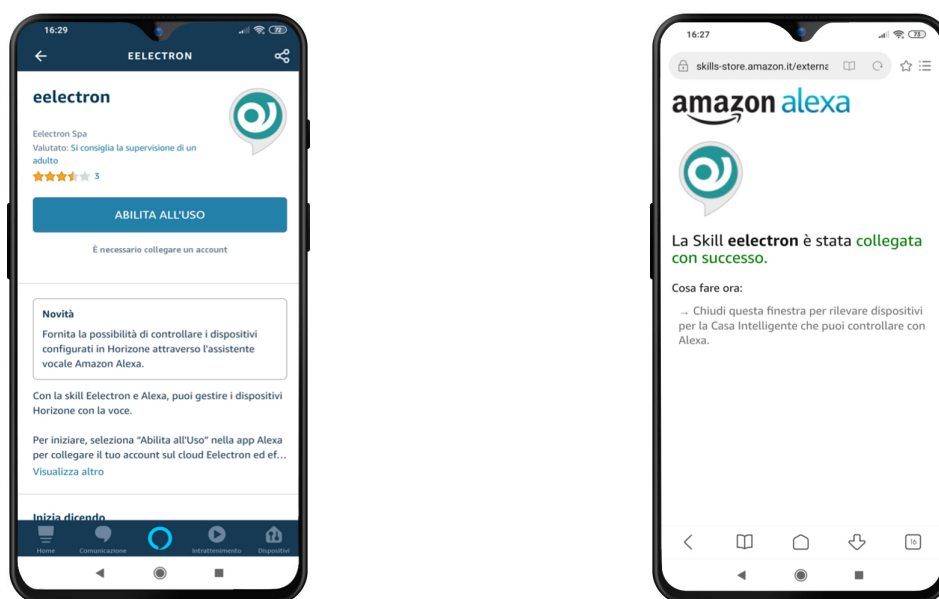 16:29
72
EELECTRON
eelectron
Eelectron Spa
Valutato: Si consiglia la supervisione di un
adulto
3
ABILITA ALL'USO
È necessario collegare un account
Novità
Fornita la possibilità di controllare i dispositivi
configurati in Horizone attraverso l'assistente
vocale Amazon Alexa.
Con la skill Eelectron e Alexa, puoi gestire i dispositivi
Horizone con la voce.
Per iniziare, seleziona "Abilita all'Uso" nella app Alexa
per collegare il tuo account sul cloud Eelectron ed ef...
Visualizza altro
Inizia dicendo
Home Comunicazione Intrattenimento Dispositivi
16:27
73
skills-store.amazon.it/externa
amazon alexa
La Skill eelectron è stata collegata
con successo.
Cosa fare ora:
→ Chiudi questa finestra per rilevare dispositivi
per la Casa Intelligente che puoi controllare con
Alexa.
16